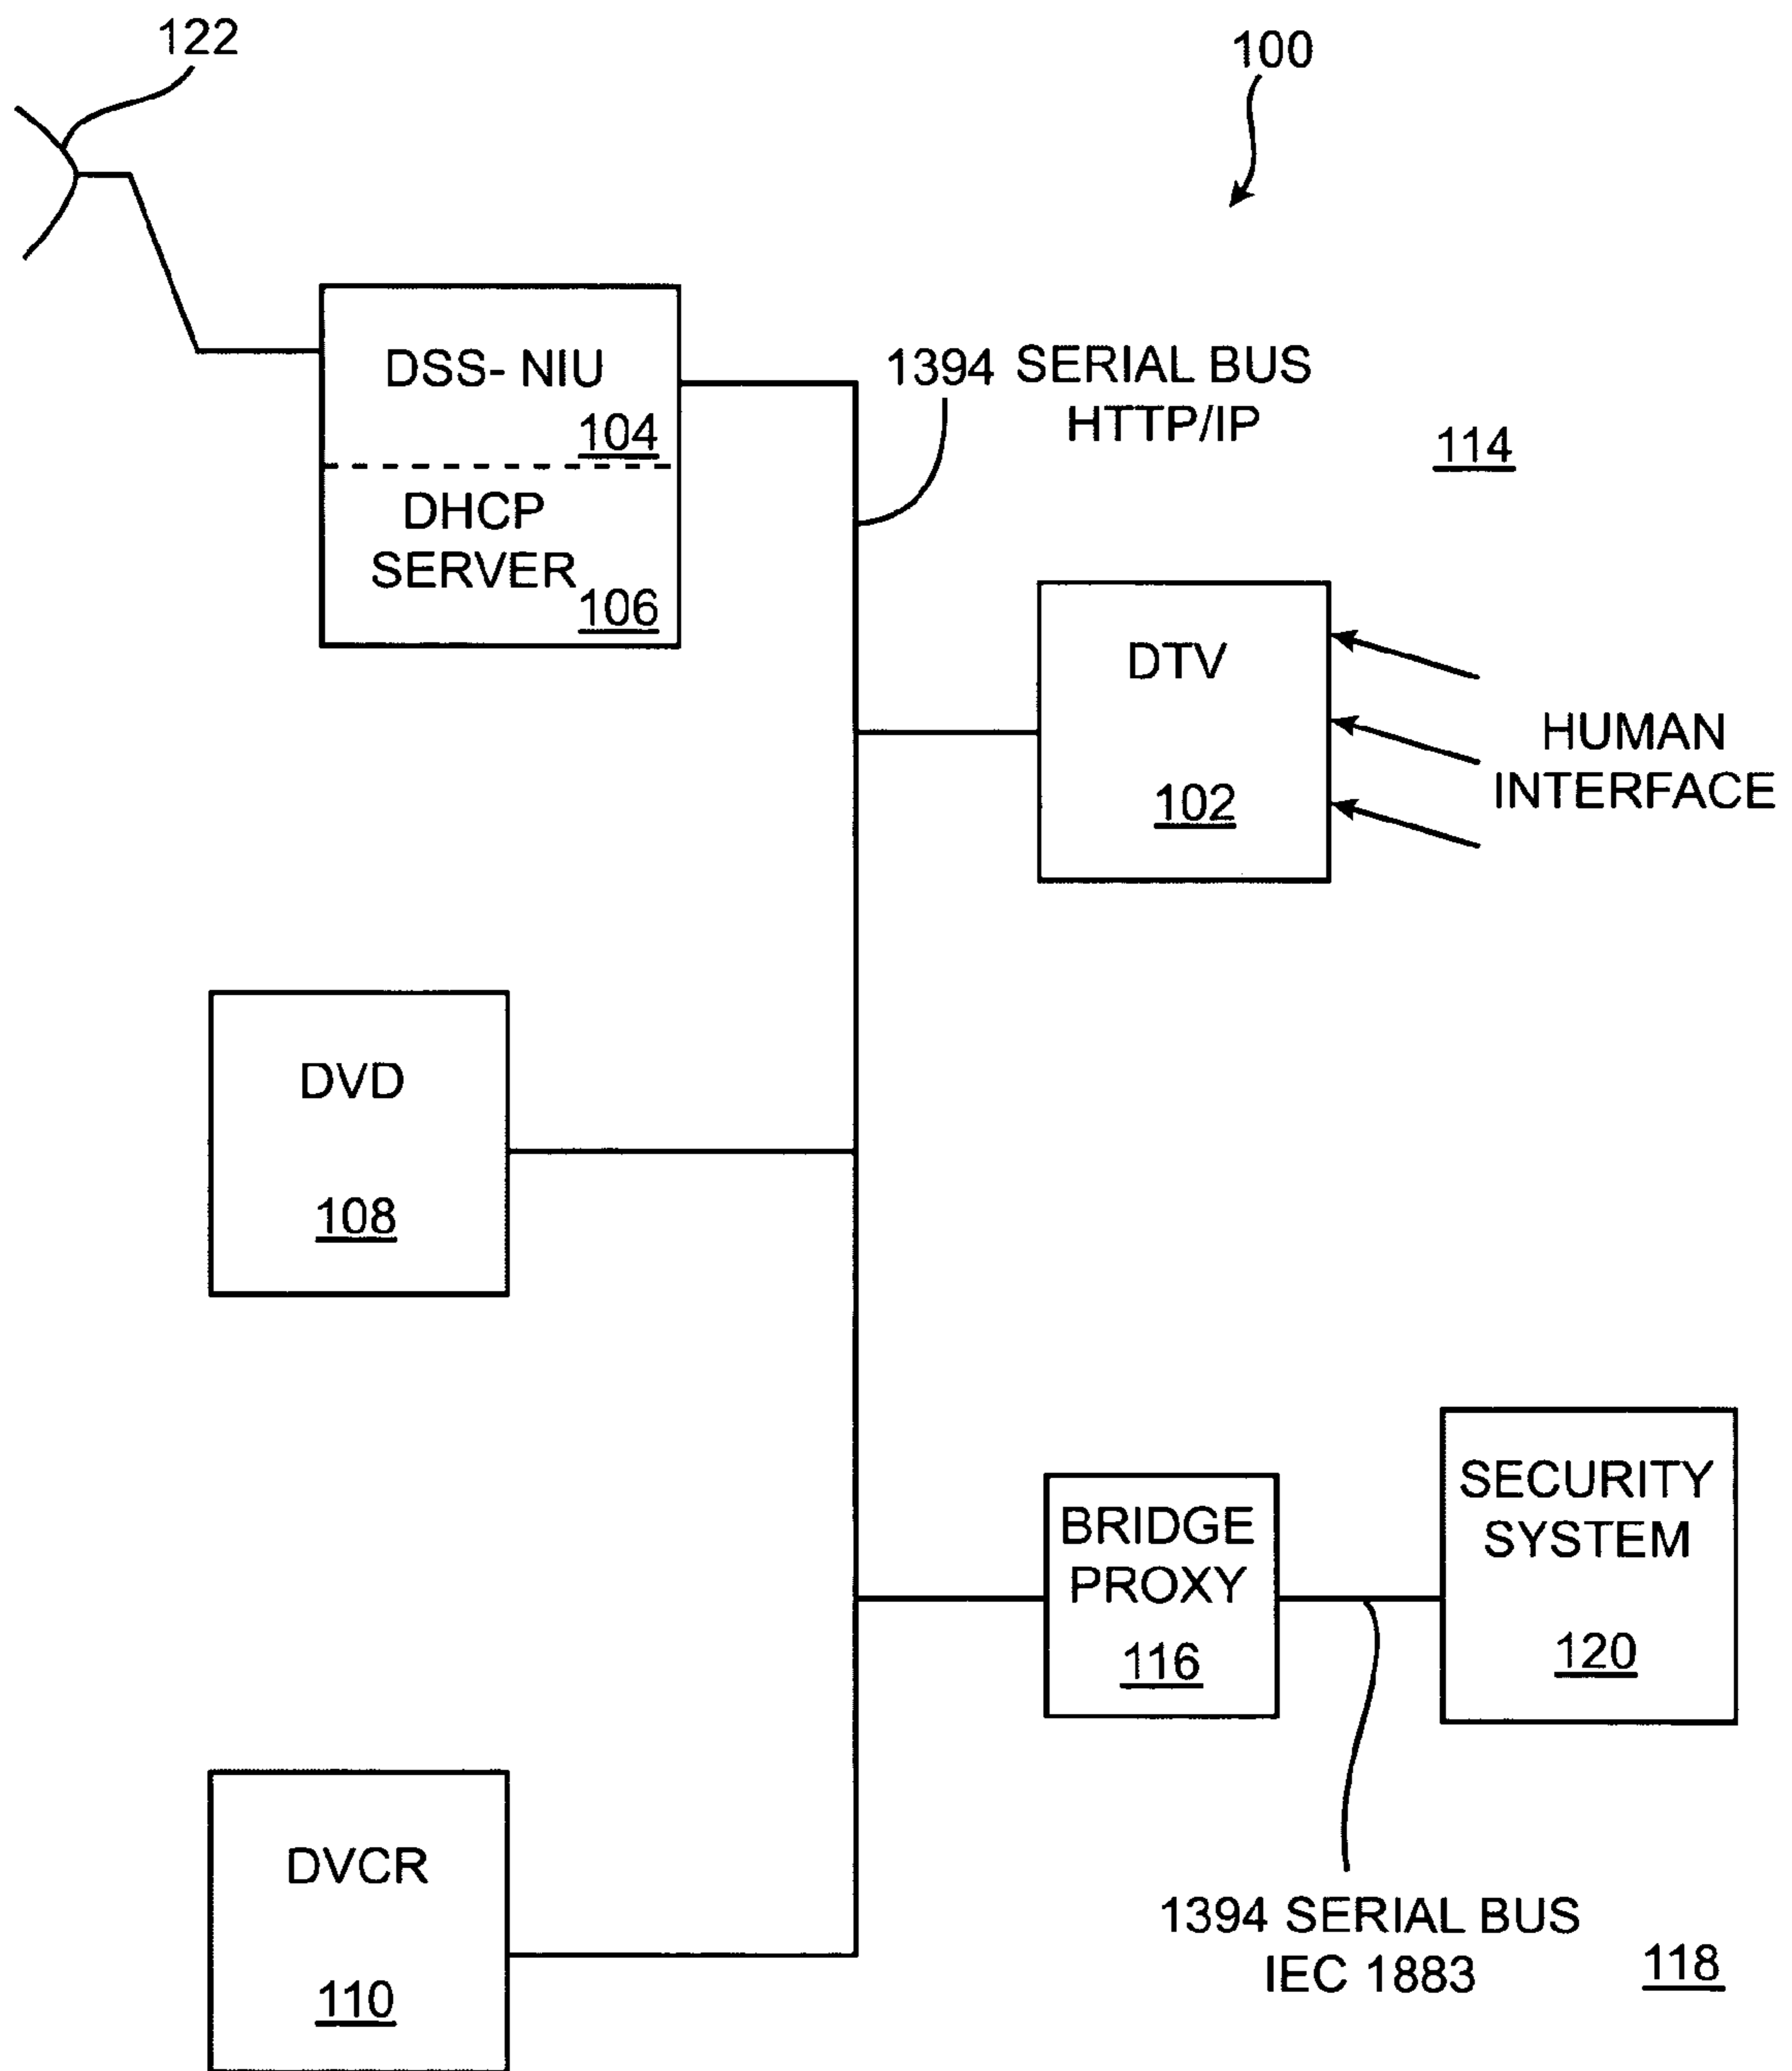 122
100
DSS- NIU
104
DHCP
SERVER
106
1394 SERIAL BUS
HTTP/IP
114
DTV
102
HUMAN
INTERFACE
DVD
108
BRIDGE
PROXY
116
SECURITY
SYSTEM
120
DVCR
110
1394 SERIAL BUS
IEC 1883
118